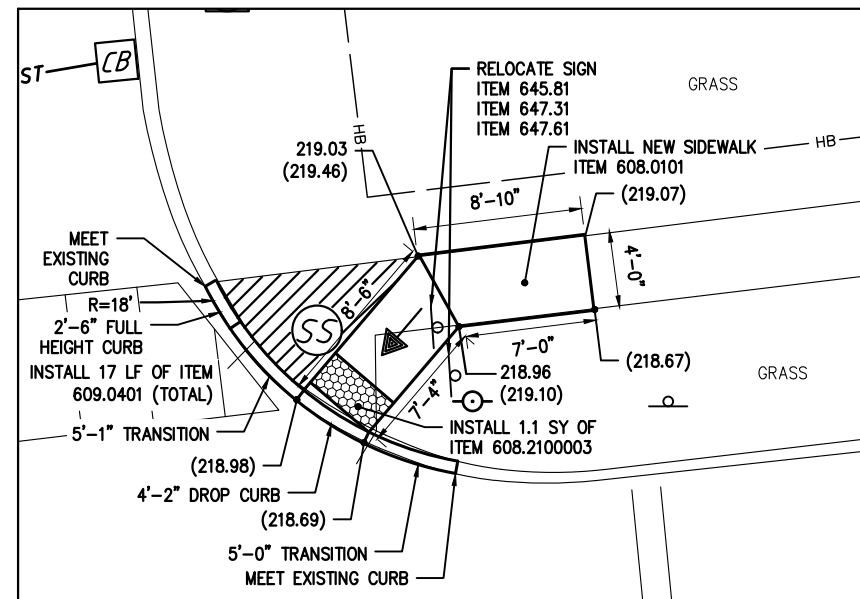 ST
CB
RELOCATE SIGN
ITEM 645.81
ITEM 647.31
ITEM 647.61
GRASS
HB
HB
219.03
(219.46)
INSTALL NEW SIDEWALK
ITEM 608.0101
8'-10"
(219.07)
4'-0"
MEET
EXISTING
CURB
R=18'
2'-6" FULL
HEIGHT CURB
INSTALL 17 LF OF ITEM
609.0401 (TOTAL)
5'-1" TRANSITION
SS
8'-6"
7'-0"
(218.67)
218.96
(219.10)
GRASS
7'-4"
INSTALL 1.1 SY OF
ITEM 608.2100003
(218.98)
4'-2" DROP CURB
(218.69)
5'-0" TRANSITION
MEET EXISTING CURB